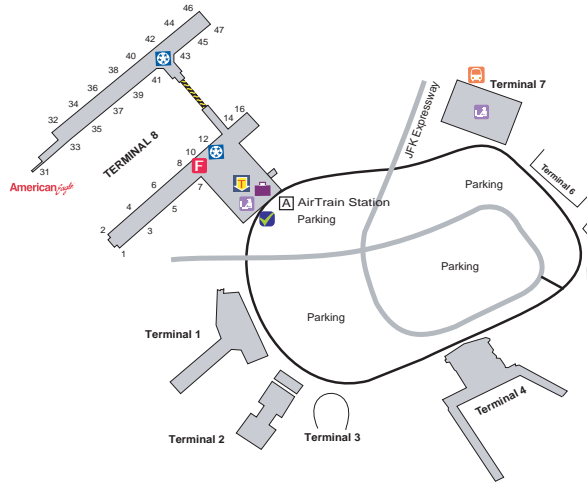 46
47
44
42
45
40
43
38
41
36
39
34
37
32
35
33
31
TERMINAL 8
American Eagle
16
14
12
10
F
8
T
6
7
4
5
2
3
1
A AirTrain Station
Parking
JFK Expressway
Terminal 7
Parking
Terminal 6
Parking
Parking
Terminal 1
Terminal 2
Terminal 3
Terminal 4